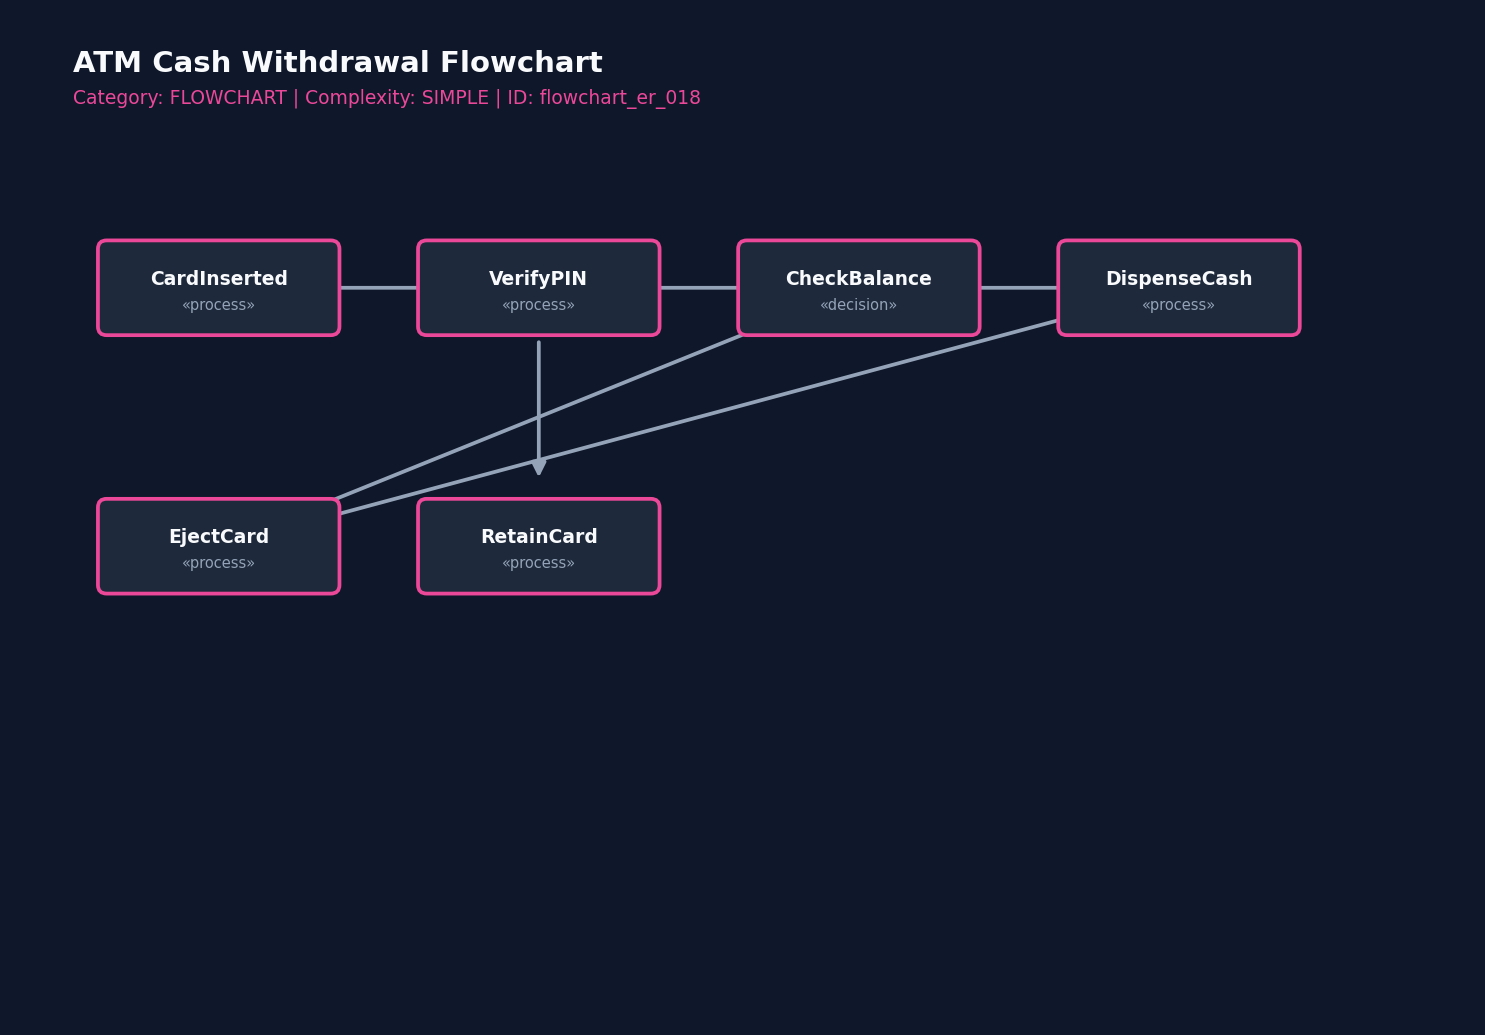 ATM Cash Withdrawal Flowchart
Category: FLOWCHART | Complexity: SIMPLE | ID: flowchart_er_018
CardInserted
«process»
VerifyPIN
«process»
CheckBalance
«decision»
DispenseCash
«process»
EjectCard
«process»
RetainCard
«process»